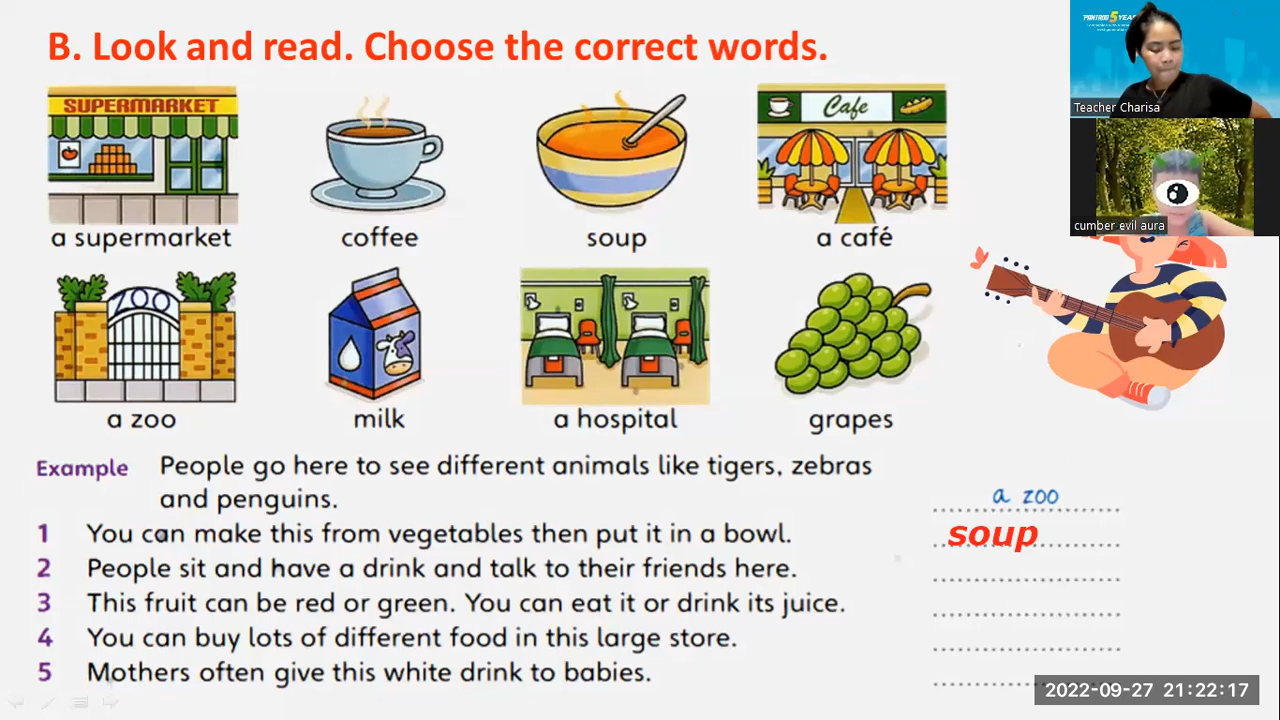 B. Look and read. Choose the correct words.
SUPERMARKET
Cafe
a supermarket
coffee
soup
a café
ZOO
a zoo
milk
a hospital
grapes
Example People go here to see different animals like tigers, zebras
and penguins.
a zoo
1 You can make this from vegetables then put it in a bowl.
soup
2 People sit and have a drink and talk to their friends here.
3 This fruit can be red or green. You can eat it or drink its juice.
4 You can buy lots of different food in this large store.
5 Mothers often give this white drink to babies.
Teacher Charisa
cumber evil aura
2022-09-27 21:22:17